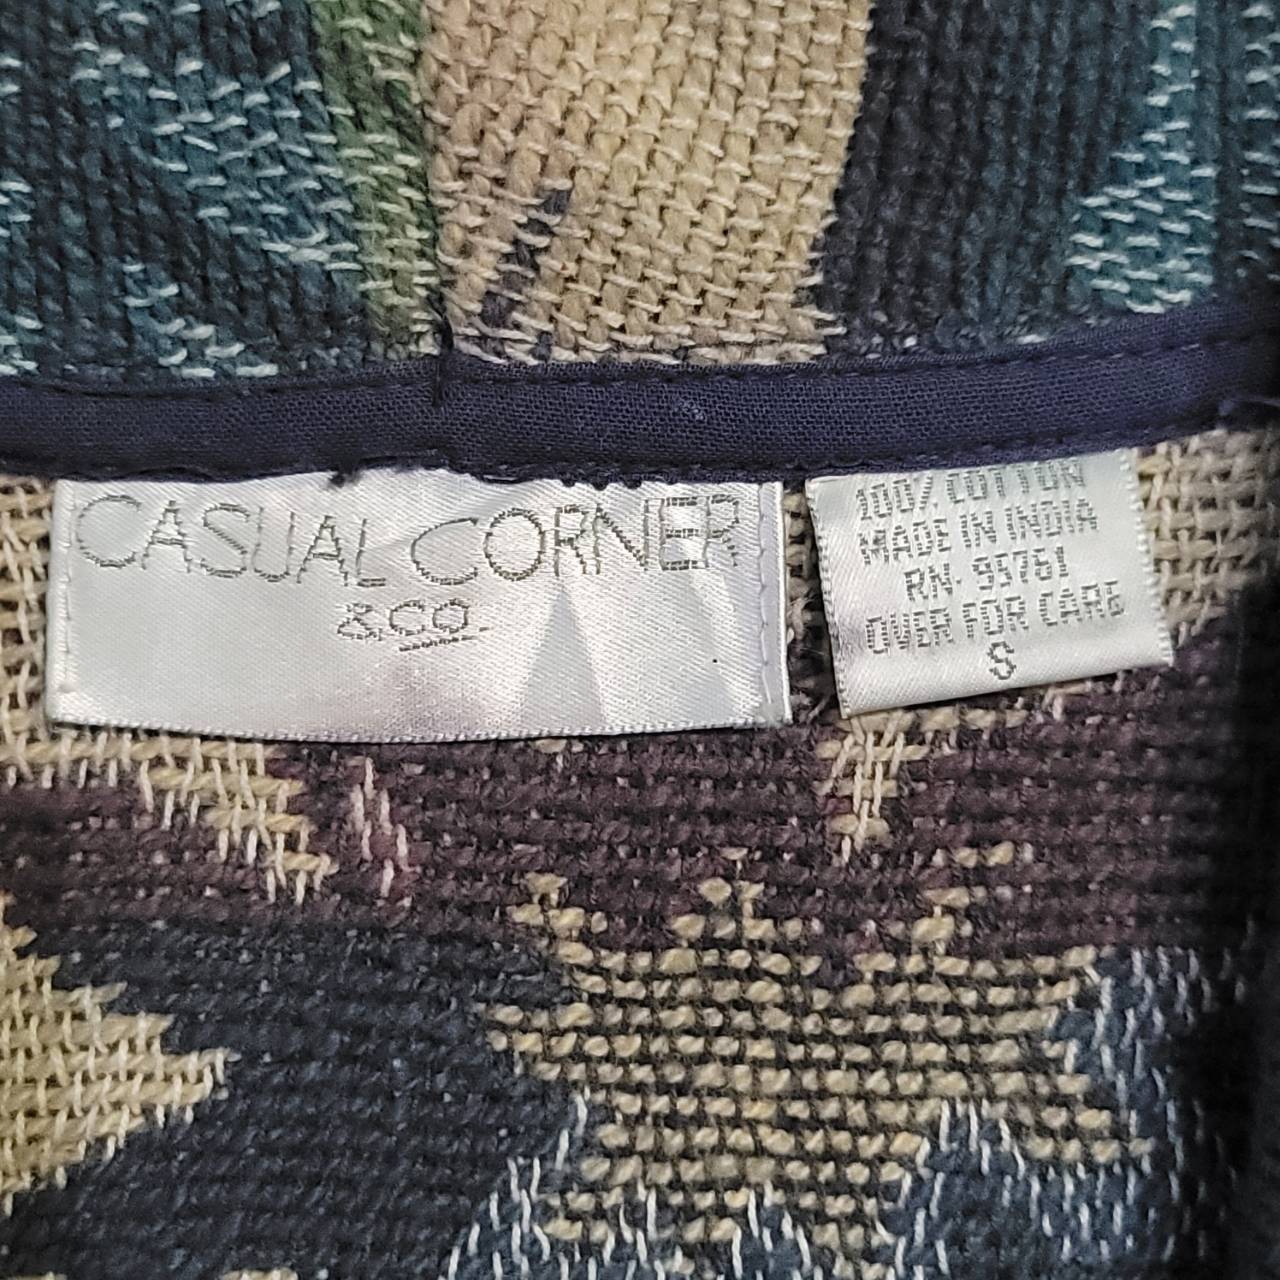 CASUAL CORNER
&CO
100% COTTON
MADE IN INDIA
RN. 95761
OVER FOR CARE
S